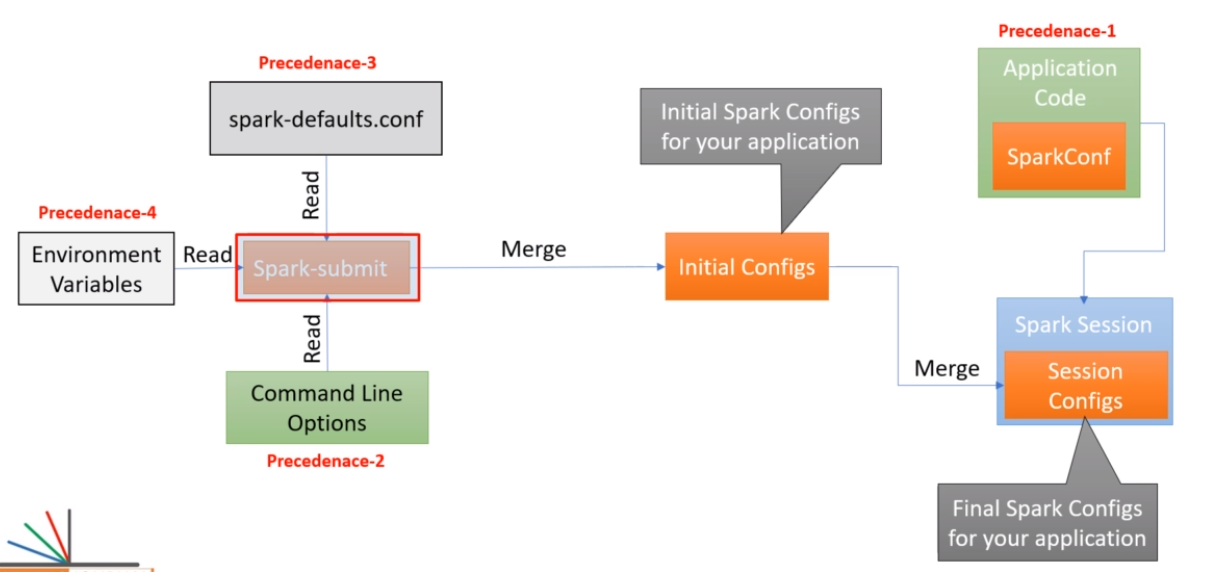 Precedenace-1
Precedenace-3
Application
Code
SparkConf
spark-defaults.conf
Initial Spark Configs
for your application
Read
Precedenace-4
Environment
Variables
Read
Spark-submit
Merge
Initial Configs
Read
Spark Session
Session
Configs
Merge
Command Line
Options
Precedenace-2
Final Spark Configs
for your application